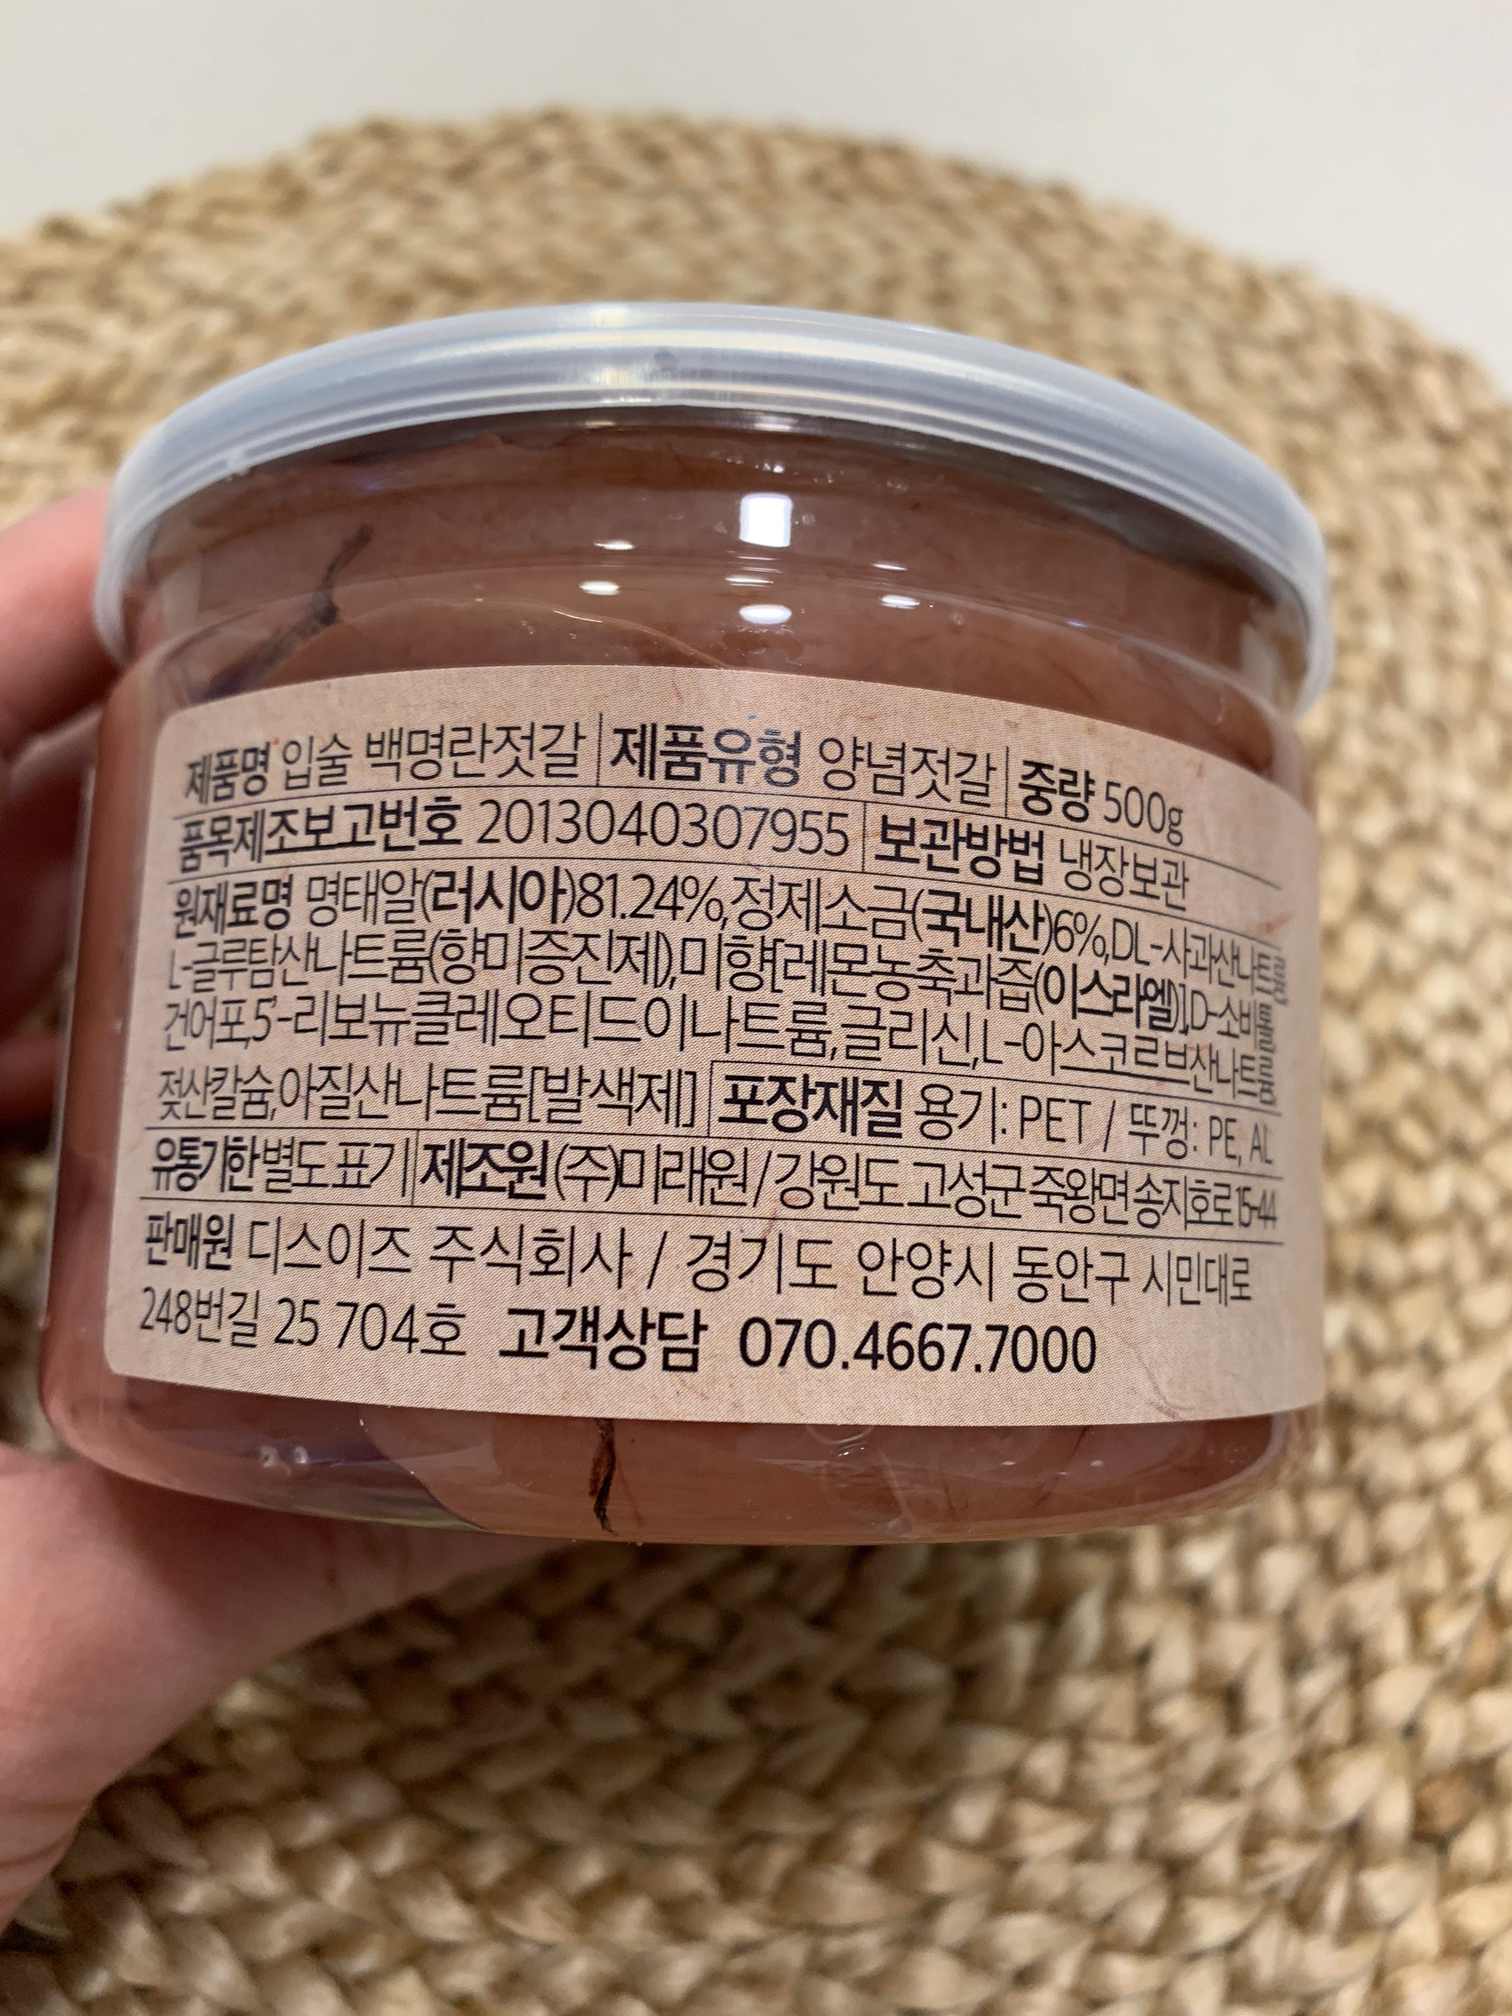 제품명 입술 백명란젓갈 제품유형 양념젓갈 중량 500g
품목제조보고번호 2013040307955 보관방법 냉장보관
원재료명 명태알(러시아)81.24%,정제소금(국내산)6%,DL-사과산나트륨,
L-글루탐산나트륨(향미증진제),미향[레몬농축과즙(이스라엘)],D-소비톨,
건어포,5'-리보뉴클레오티드이나트륨,글리신,L-아스코르브산나트륨,
젖산칼슘,아질산나트륨[발색제] 포장재질 용기: PET / 뚜껑: PE, AL
유통기한 별도표기 제조원 (주)미래원 / 강원도 고성군 죽왕면 송지호로 15-44
판매원 디스이즈 주식회사 / 경기도 안양시 동안구 시민대로
248번길 25 704호 고객상담 070.4667.7000